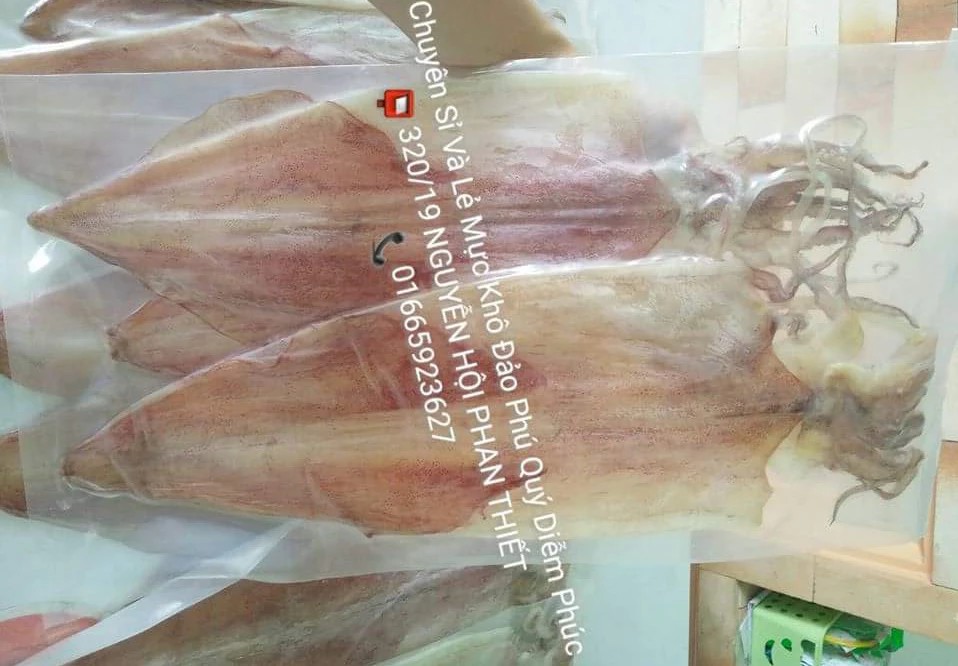 Chuyên Sỉ Và Lẻ Mực Khô Đảo Phú Quý Diễm Phúc
320/19 NGUYỄN HỘI PHAN THIẾT
01665923627